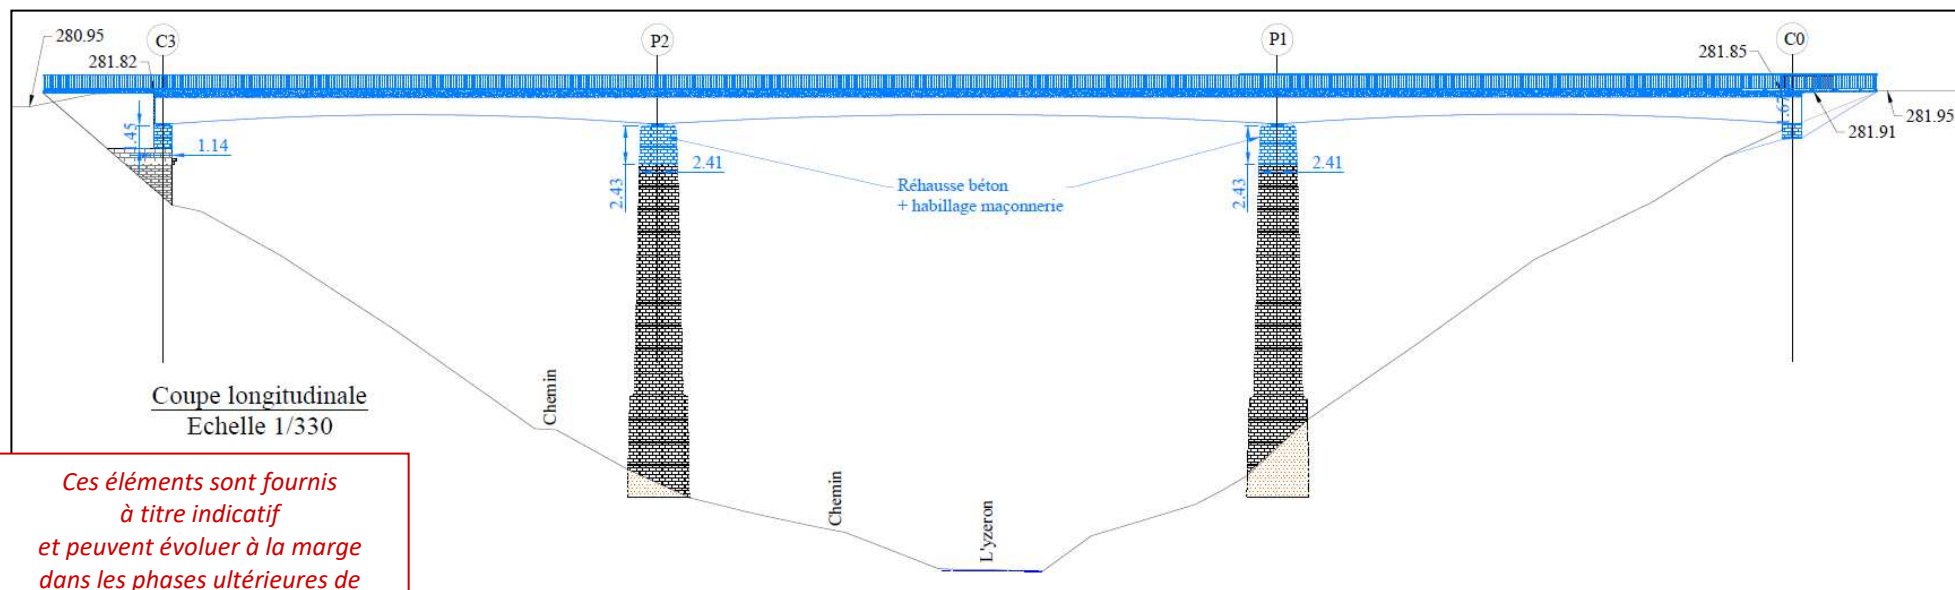 C3
P2
P1
C0
280.95
281.82
281.85
281.95
281.91
1.14
2.43
2.41
2.43
2.41
Réhausse béton
+ habillage maçonnerie
Coupe longitudinale
Echelle 1/330
Chemin
Chemin
L'yzeron
Ces éléments sont fournis
à titre indicatif
et peuvent évoluer à la marge
dans les phases ultérieures de